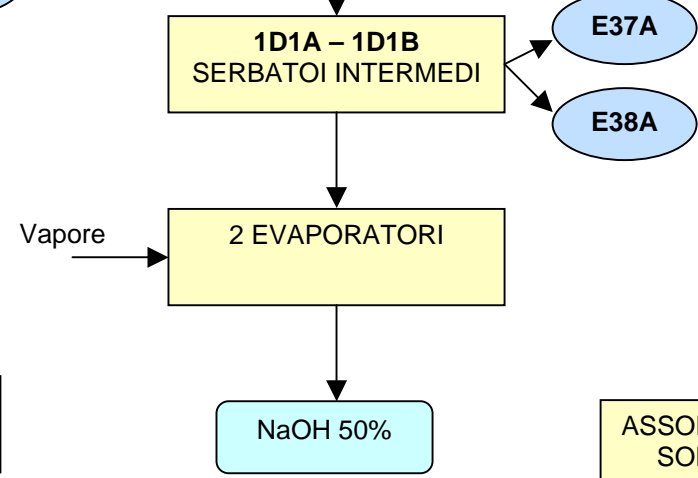 1D1A – 1D1B
SERBATOI INTERMEDI
E37A
E38A
Vapore
2 EVAPORATORI
NaOH 50%